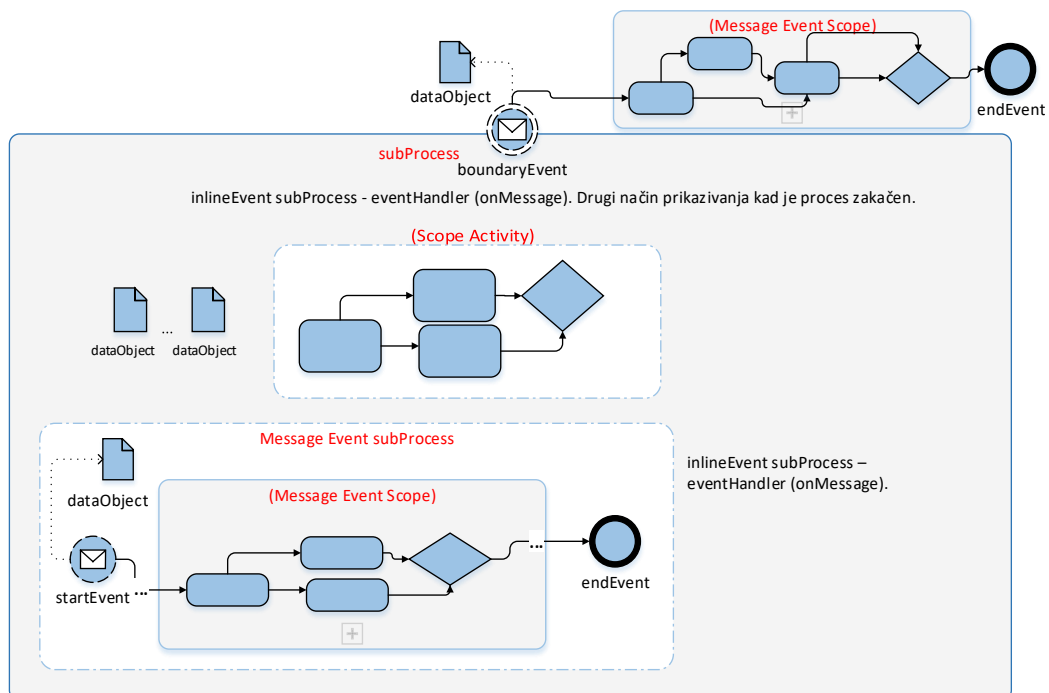 (Message Event Scope)
dataObject
endEvent
subProcess
boundaryEvent
inlineEvent subProcess - eventHandler (onMessage). Drugi način prikazivanja kad je proces zakačen.
(Scope Activity)
...
dataObject
dataObject
Message Event subProcess
inlineEvent subProcess –
eventHandler (onMessage).
dataObject
(Message Event Scope)
...
endEvent
startEvent
...